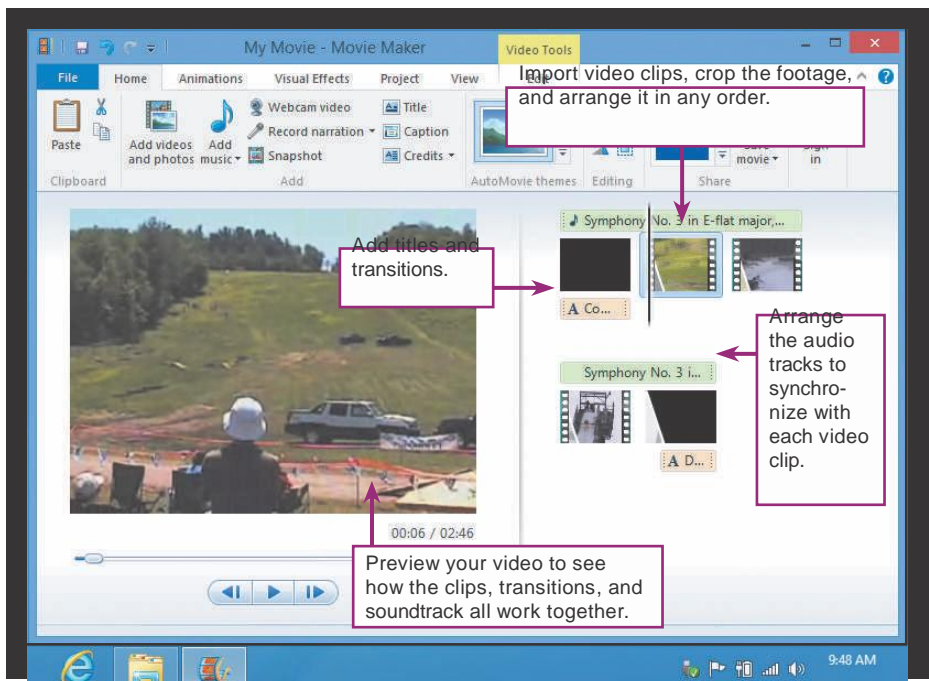 My Movie - Movie Maker
Video Tools
File Home Animations Visual Effects Project View
Import video clips, crop the footage,
and arrange it in any order.
Paste
Clipboard
Add videos
and photos
Add
music
Webcam video
Record narration
Snapshot
Title
Caption
Credits
Add
AutoMovie themes
Editing
movie
in
Share
Symphony No. 3 in E-flat major,...
Add titles and
transitions.
A Co...
Arrange
the audio
tracks to
synchro-
nize with
each video
clip.
Symphony No. 3 i...
A D...
00:06 / 02:46
Preview your video to see
how the clips, transitions, and
soundtrack all work together.
9:48 AM